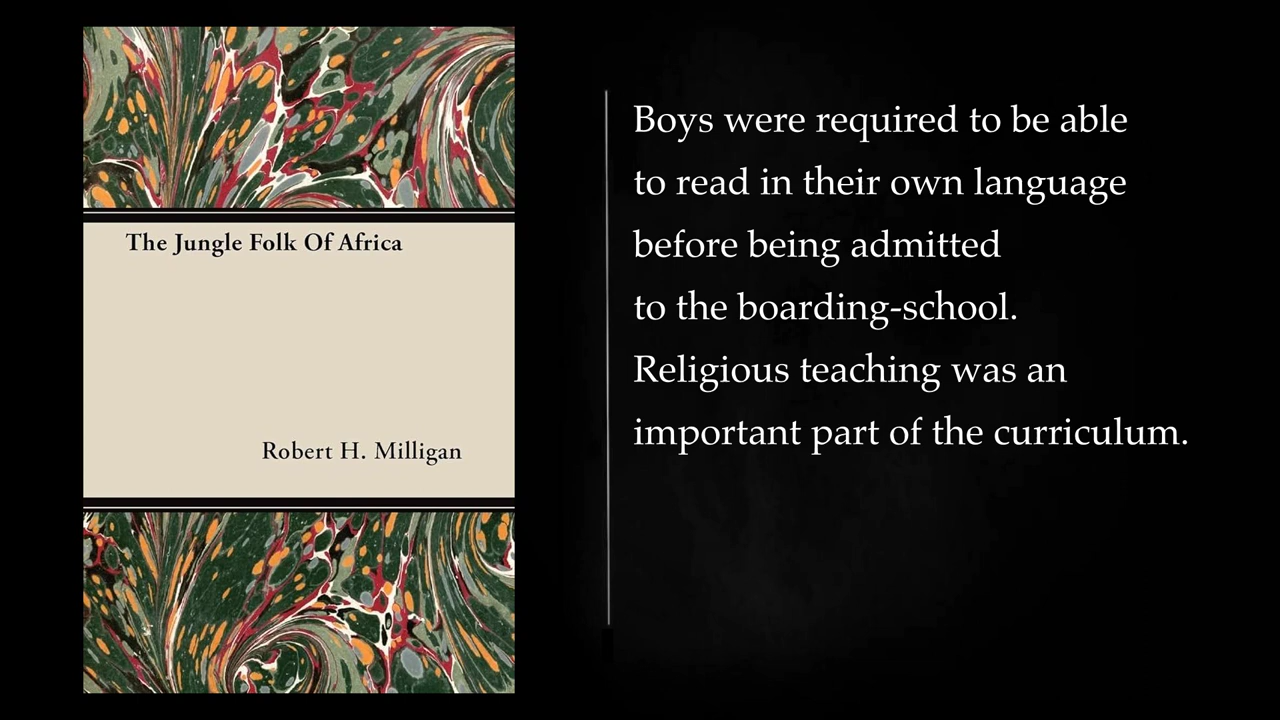 The Jungle Folk Of Africa
Robert H. Milligan
Boys were required to be able
to read in their own language
before being admitted
to the boarding-school.
Religious teaching was an
important part of the curriculum.